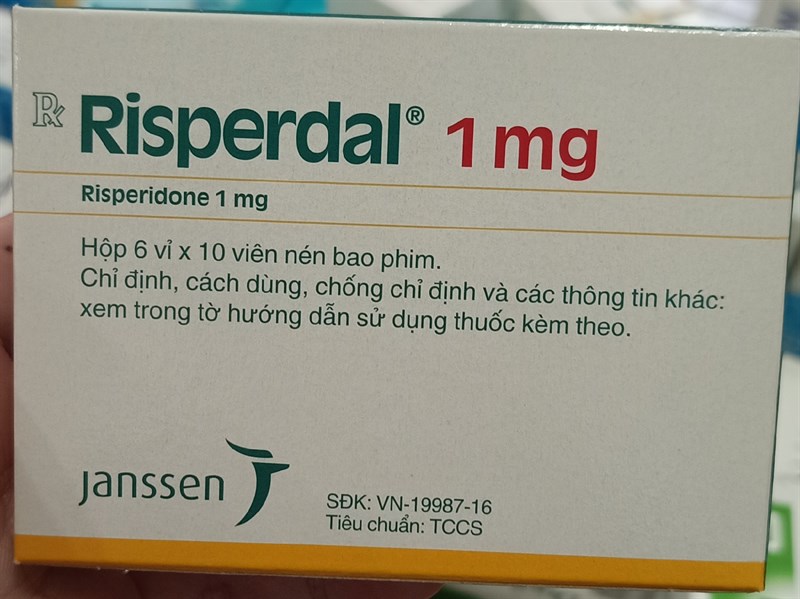 Rx Risperdal® 1 mg
Risperidone 1 mg
Hộp 6 vỉ x 10 viên nén bao phim.
Chỉ định, cách dùng, chống chỉ định và các thông tin khác:
xem trong tờ hướng dẫn sử dụng thuốc kèm theo.
janssen
SĐK: VN-19987-16
Tiêu chuẩn: TCCS